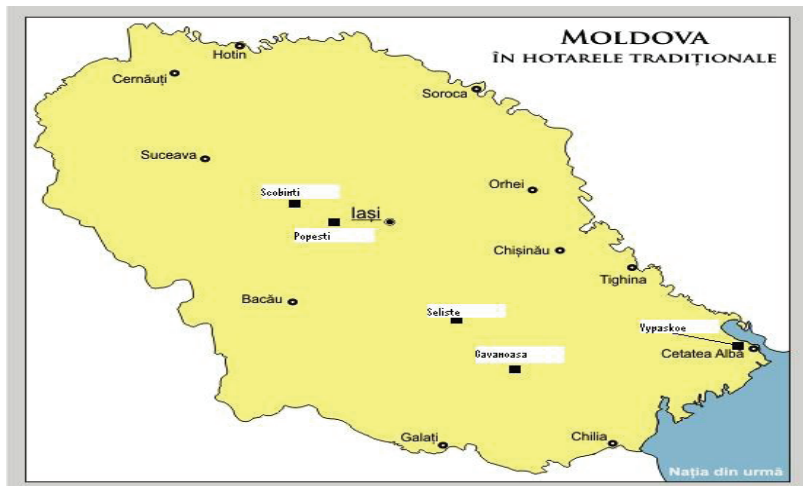 MOLDOVA
ÎN HOTARELE TRADIȚIONALE
Hotin
Cernăuți
Soroca
Suceava
Scobinti
Orhei
Iași
Popesti
Chișinău
Tighina
Bacău
Seliste
Vypaskoe
Cetatea Albă
Gavanoasa
Galați
Chilia
Nația din urmă